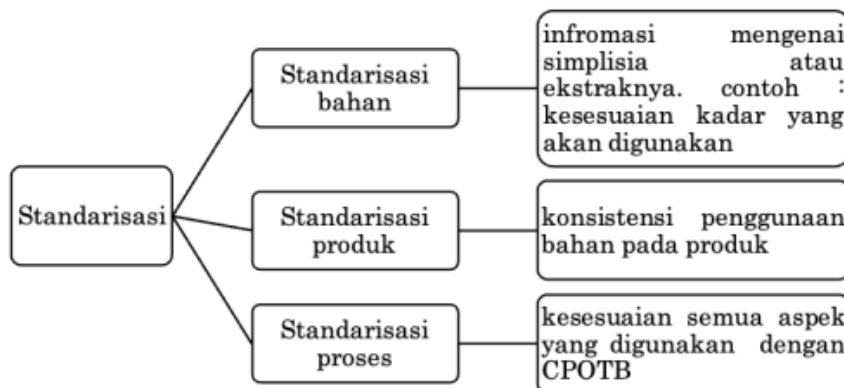 Standarisasi
Standarisasi
bahan
infromasi mengenai
simplisia atau
ekstraknya. contoh :
kesesuaian kadar yang
akan digunakan
Standarisasi
produk
konsistensi penggunaan
bahan pada produk
Standarisasi
proses
kesesuaian semua aspek
yang digunakan dengan
CPOTB